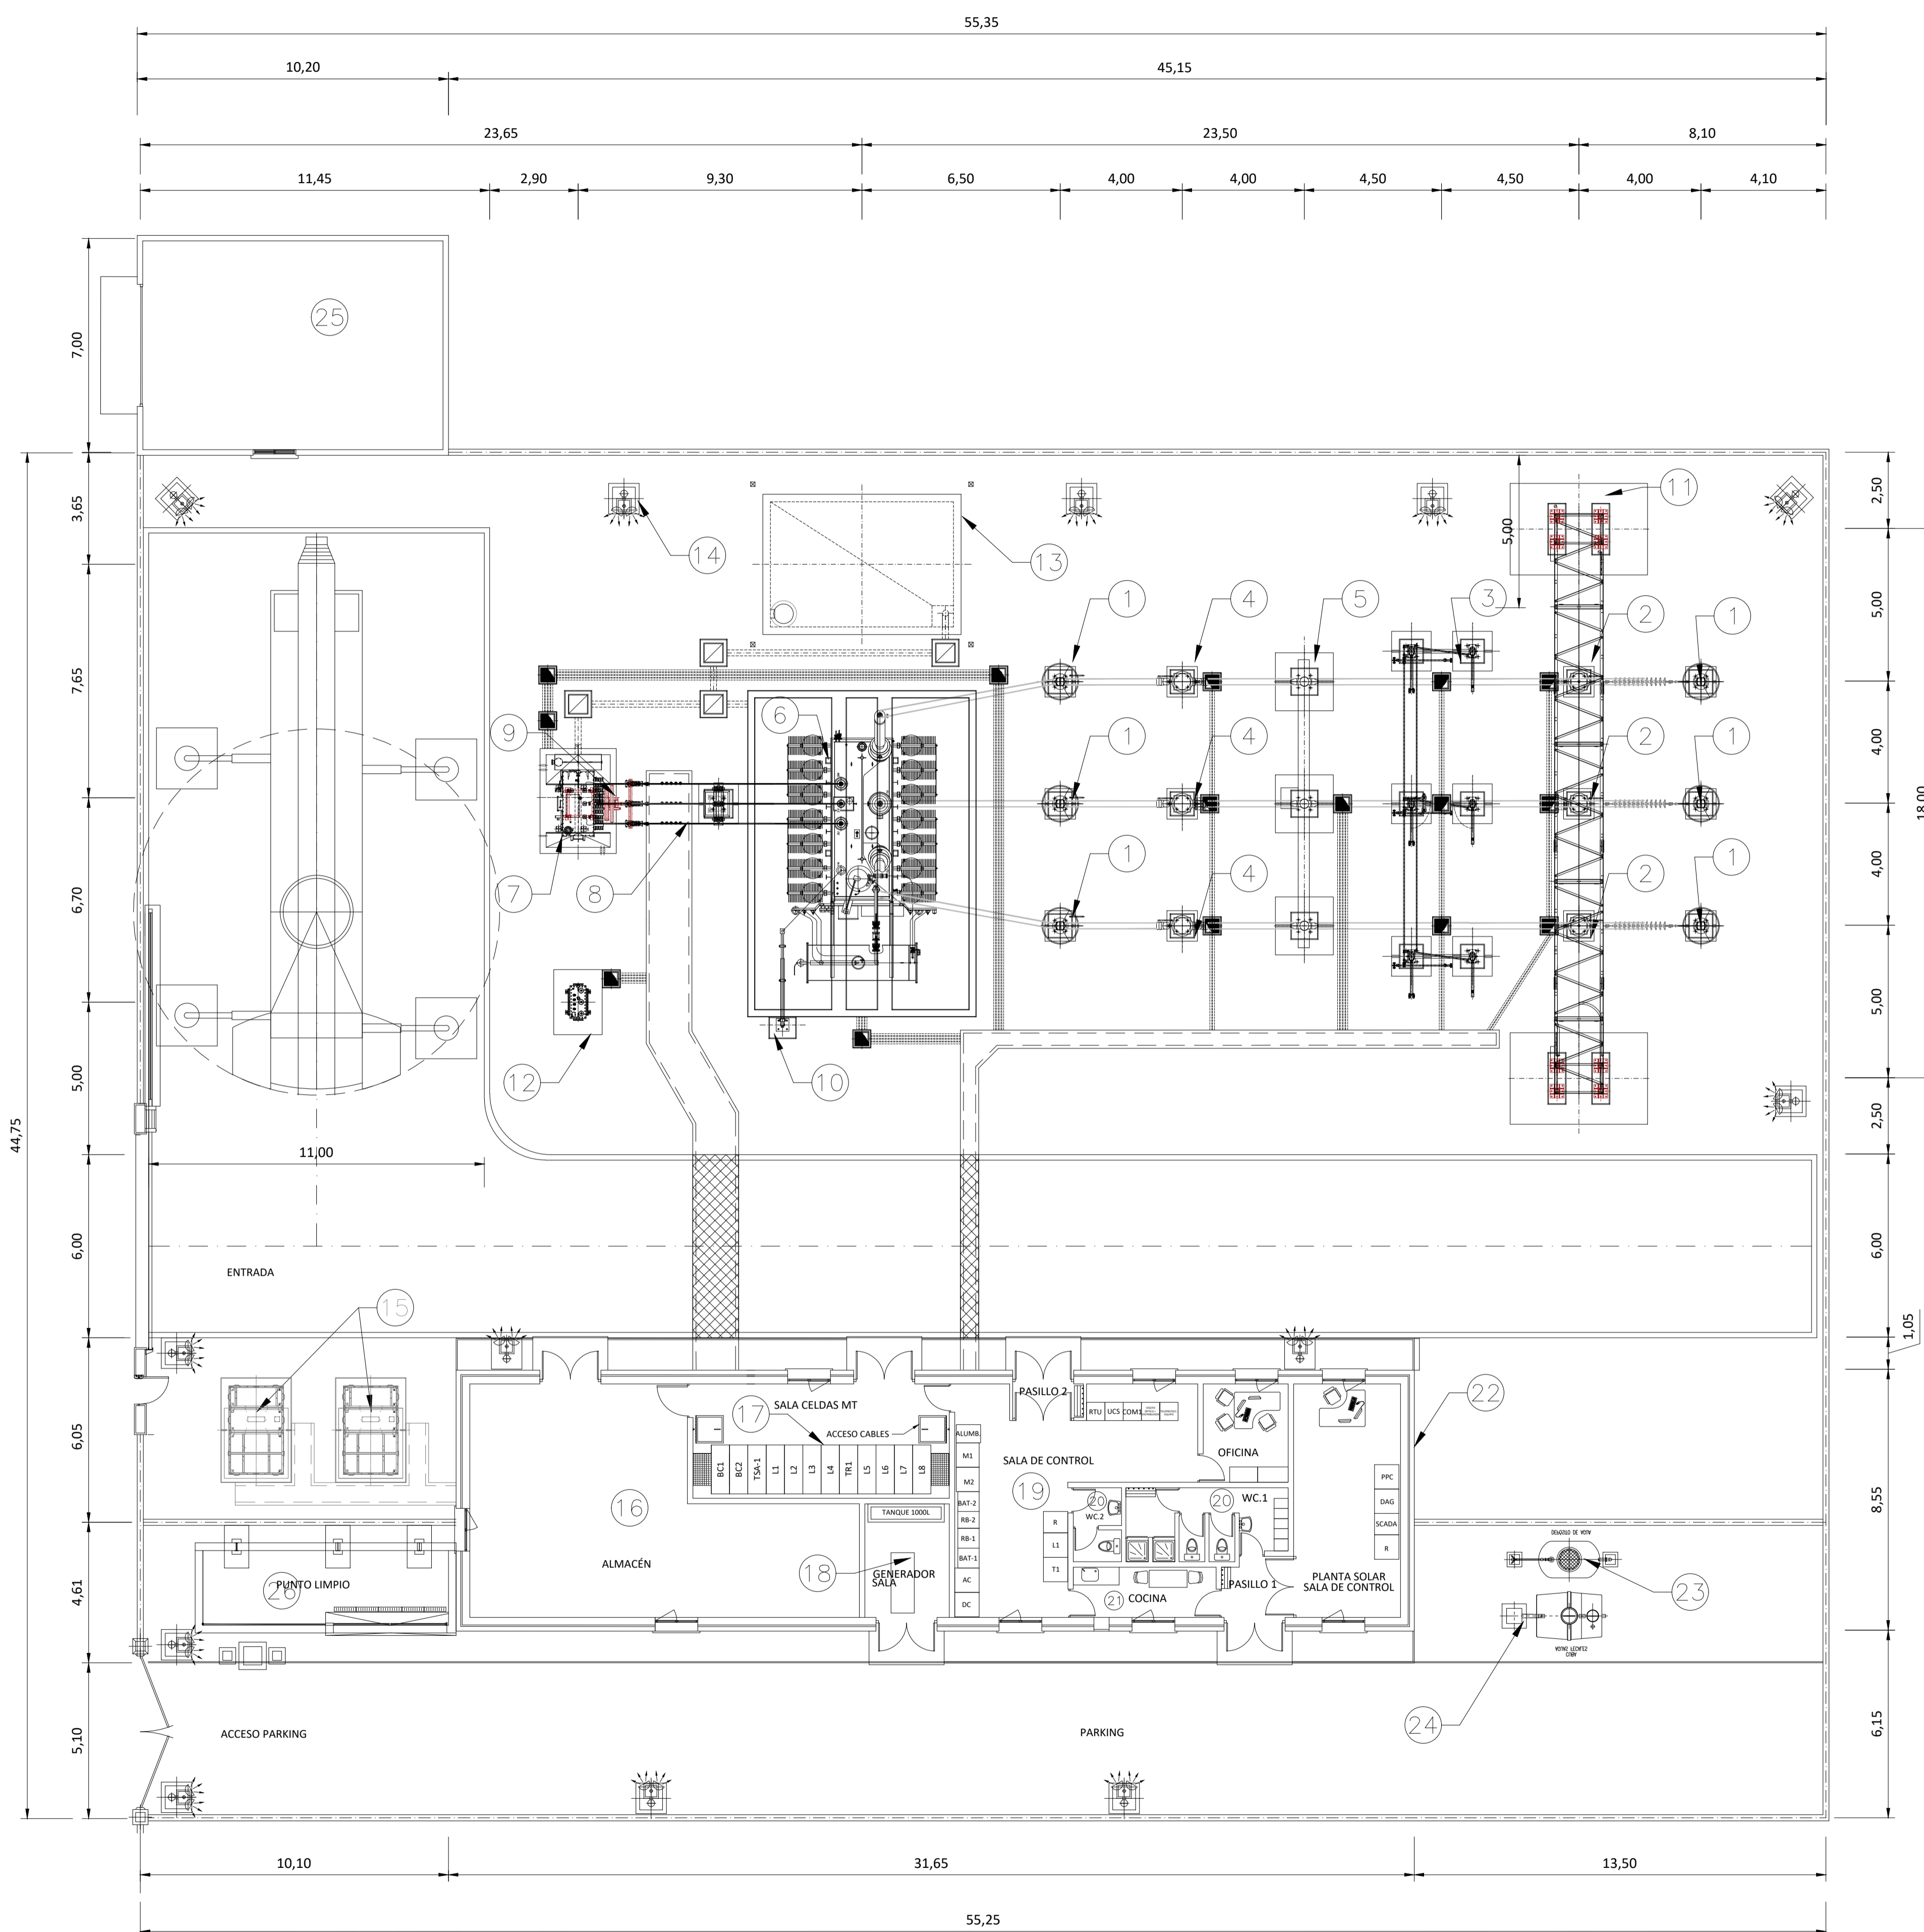 55,35
10,20
45,15
23,65
23,50
8,10
11,45
2,90
9,30
6,50
4,00
4,00
4,50
4,50
4,00
4,10
7,00
25
3,65
2,50
11
5,00
14
13
5,00
1
4
5
3
2
1
7,65
6
9
1
4
2
1
4,00
18,00
7
8
1
4
2
1
4,00
6,70
5,00
12
10
5,00
2,50
44,75
11,00
6,00
6,00
ENTRADA
15
1,05
PASILLO 2
22
17
SALA CELDAS MT
RTU
UCS
COM1
ACCESO CABLES
ALUMB.
6,05
OFICINA
SALA DE CONTROL
M1
BC1
BC2
TSA-1
L1
L2
L3
L4
TR1
L5
L6
L7
L8
M2
PPC
8,55
19
20
20
WC.1
BAT-2
DAG
16
TANQUE 1000L
RB-2
WC.2
R
SCADA
DEPOSITO DE AGUA
RB-1
L1
R
ALMACÉN
BAT-1
18
GENERADOR
SALA
T1
AC
PLANTA SOLAR
SALA DE CONTROL
4,61
26
PUNTO LIMPIO
PASILLO 1
23
DC
21
COCINA
AGUAS FECALES
24
5,10
ACCESO PARKING
PARKING
6,15
10,10
31,65
13,50
55,25